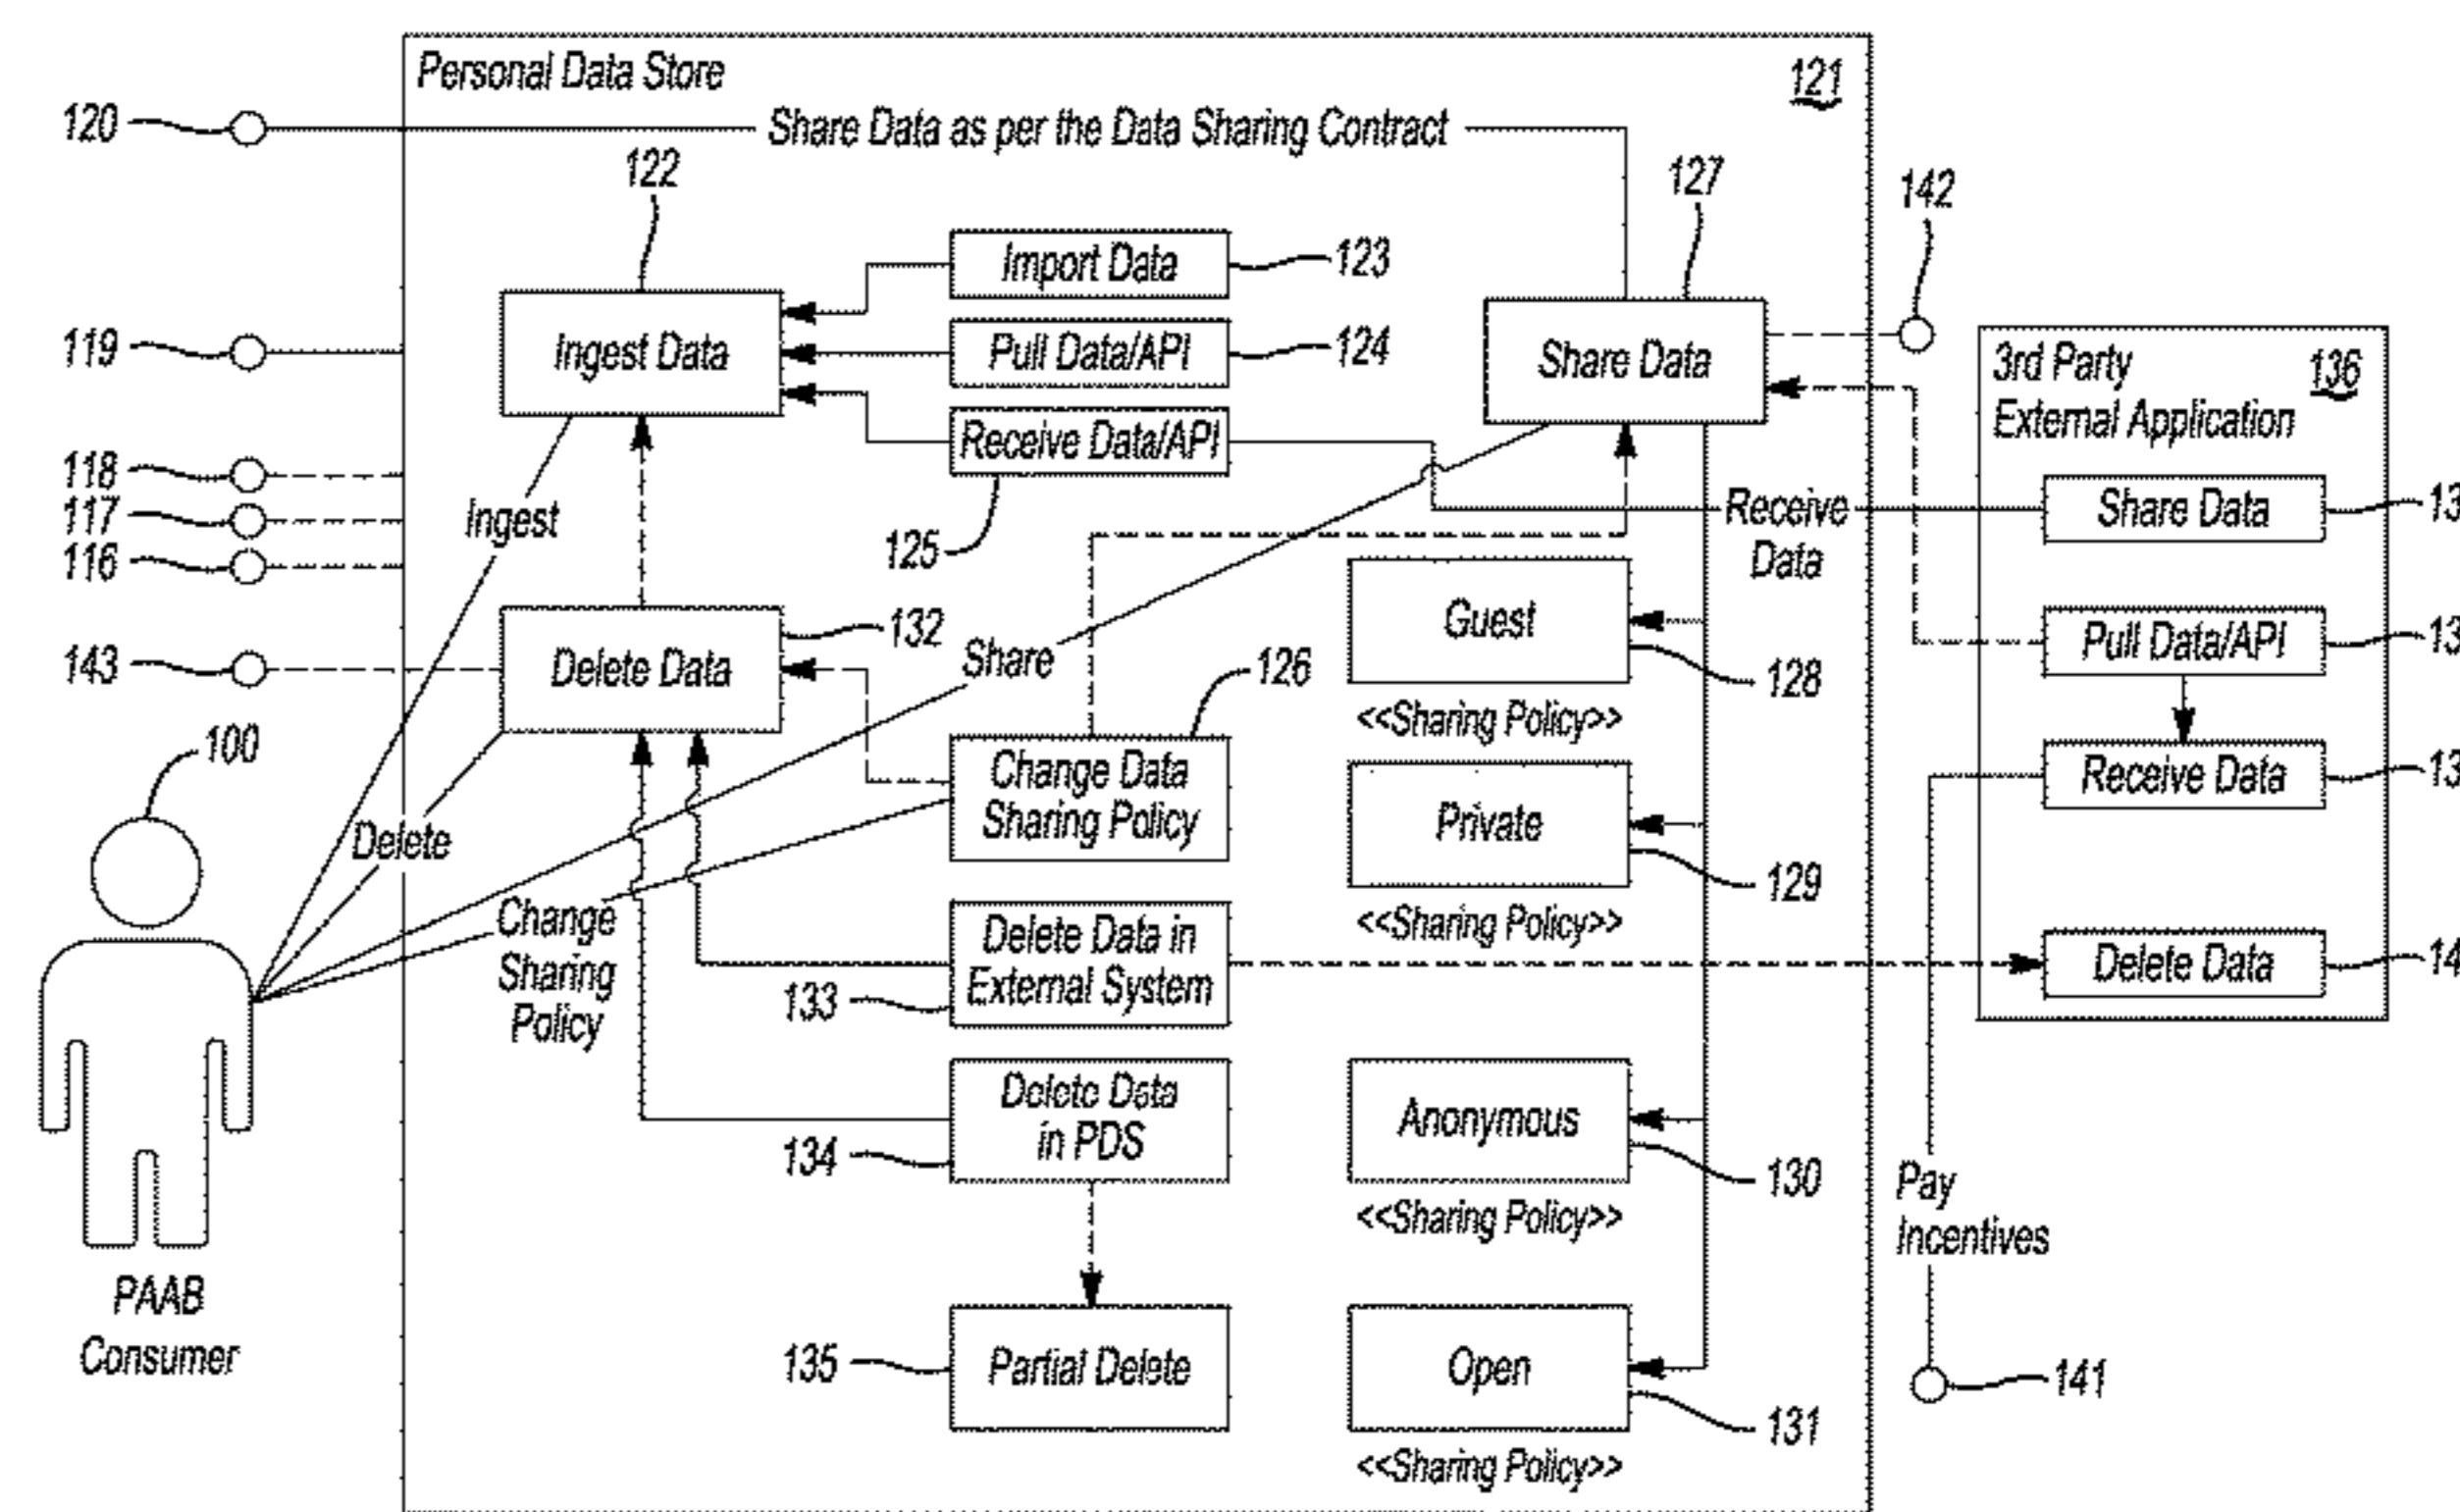 Personal Data Store
121
120
Share Data as per the Data Sharing Contract
122
127
142
Import Data
123
119
Ingest Data
Pull Data/API
124
Share Data
3rd Party
External Application
136
Receive Data/API
118
117
116
Ingest
125
Receive
Data
Share Data
13
143
Delete Data
132
Share
126
Guest
128
<<Sharing Policy>>
Pull Data/API
13
100
Change Data
Sharing Policy
Private
129
<<Sharing Policy>>
Receive Data
13
Delete
Change
Sharing
Policy
Delete Data in
External System
133
Delete Data
14
Delete Data
in PDS
134
Anonymous
130
<<Sharing Policy>>
Pay
Incentives
PAAB
Consumer
135
Partial Delete
Open
131
<<Sharing Policy>>
141